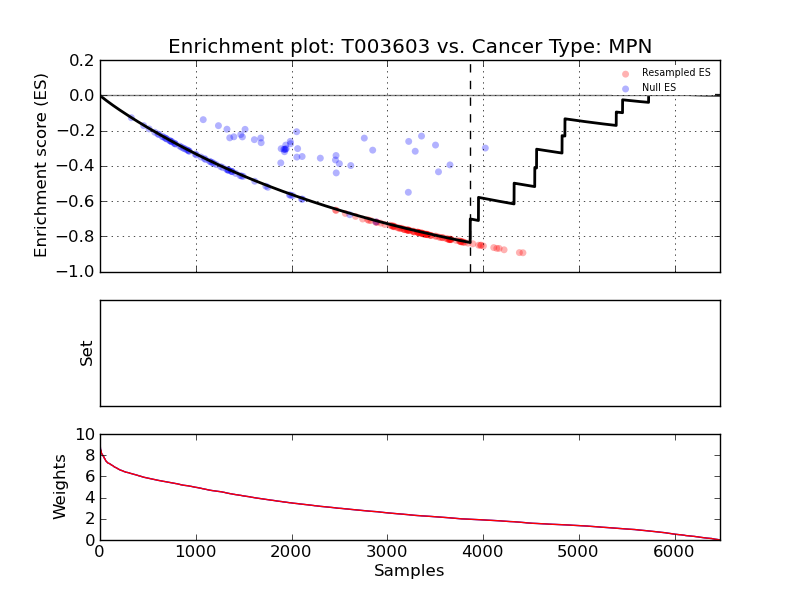 Enrichment plot: T003603 vs. Cancer Type: MPN
Enrichment score (ES)
0.2
0.0
−0.2
−0.4
−0.6
−0.8
−1.0
Resampled ES
Null ES
Set
Weights
10
8
6
4
2
0
0 1000 2000 3000 4000 5000 6000
Samples